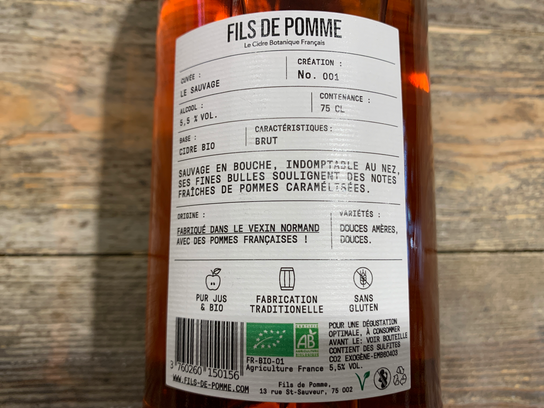 FILS DE POMME
Le Cidre Botanique Français
CUVÉE :
LE SAUVAGE
CRÉATION :
No. 001
ALCOOL :
5,5 % VOL.
CONTENANCE :
75 CL
BASE :
CIDRE BIO
CARACTÉRISTIQUES:
BRUT
SAUVAGE EN BOUCHE, INDOMPTABLE AU NEZ,
SES FINES BULLES SOULIGNENT DES NOTES
FRAÎCHES DE POMMES CARAMÉLISÉES.
ORIGINE :
FABRIQUÉ DANS LE VEXIN NORMAND
AVEC DES POMMES FRANÇAISES !
VARIÉTÉS :
DOUCES AMÈRES,
DOUCES.
PUR JUS
& BIO
FABRICATION
TRADITIONELLE
SANS
GLUTEN
3 760260 150156
WWW.FILS-DE-POMME.COM
AB
FR-BIO-01
Agriculture France
POUR UNE DÉGUSTATION
OPTIMALE, À CONSOMMER
AVANT LE: VOIR BOUTEILLE
CONTIENT DES SULFITES
CO2 EXOGÈNE-EMB60403
5,5% VOL.
Fils de Pomme,
13 rue St-Sauveur, 75 002